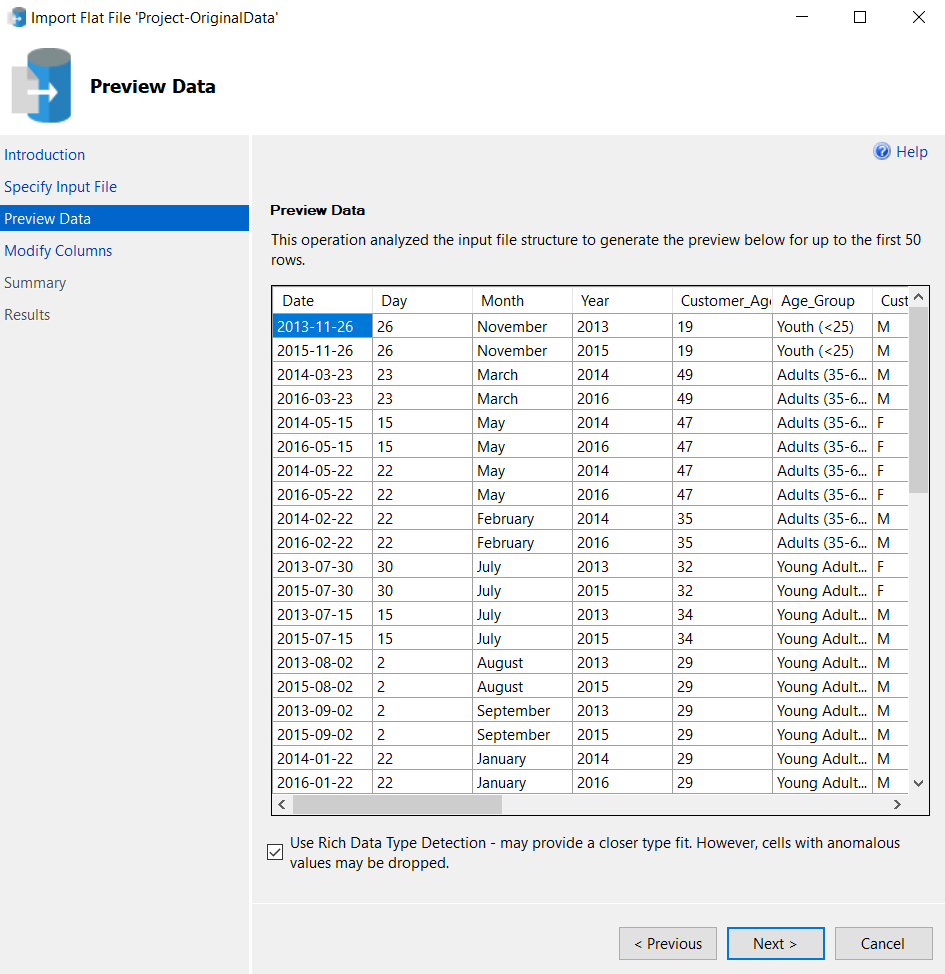 Import Flat File 'Project-OriginalData'
Preview Data
Introduction
Specify Input File
Preview Data
Modify Columns
Summary
Results
Help
Preview Data
This operation analyzed the input file structure to generate the preview below for up to the first 50
rows.
Date Day Month Year Customer_Age Age_Group Cust
2013-11-26 26 November 2013 19 Youth (<25) M
2015-11-26 26 November 2015 19 Youth (<25) M
2014-03-23 23 March 2014 49 Adults (35-6... M
2016-03-23 23 March 2016 49 Adults (35-6... M
2014-05-15 15 May 2014 47 Adults (35-6... F
2016-05-15 15 May 2016 47 Adults (35-6... F
2014-05-22 22 May 2014 47 Adults (35-6... F
2016-05-22 22 May 2016 47 Adults (35-6... F
2014-02-22 22 February 2014 35 Adults (35-6... M
2016-02-22 22 February 2016 35 Adults (35-6... M
2013-07-30 30 July 2013 32 Young Adult... F
2015-07-30 30 July 2015 32 Young Adult... F
2013-07-15 15 July 2013 34 Young Adult... M
2015-07-15 15 July 2015 34 Young Adult... M
2013-08-02 2 August 2013 29 Young Adult... M
2015-08-02 2 August 2015 29 Young Adult... M
2013-09-02 2 September 2013 29 Young Adult... M
2015-09-02 2 September 2015 29 Young Adult... M
2014-01-22 22 January 2014 29 Young Adult... M
2016-01-22 22 January 2016 29 Young Adult... M
Use Rich Data Type Detection - may provide a closer type fit. However, cells with anomalous
values may be dropped.
< Previous Next > Cancel